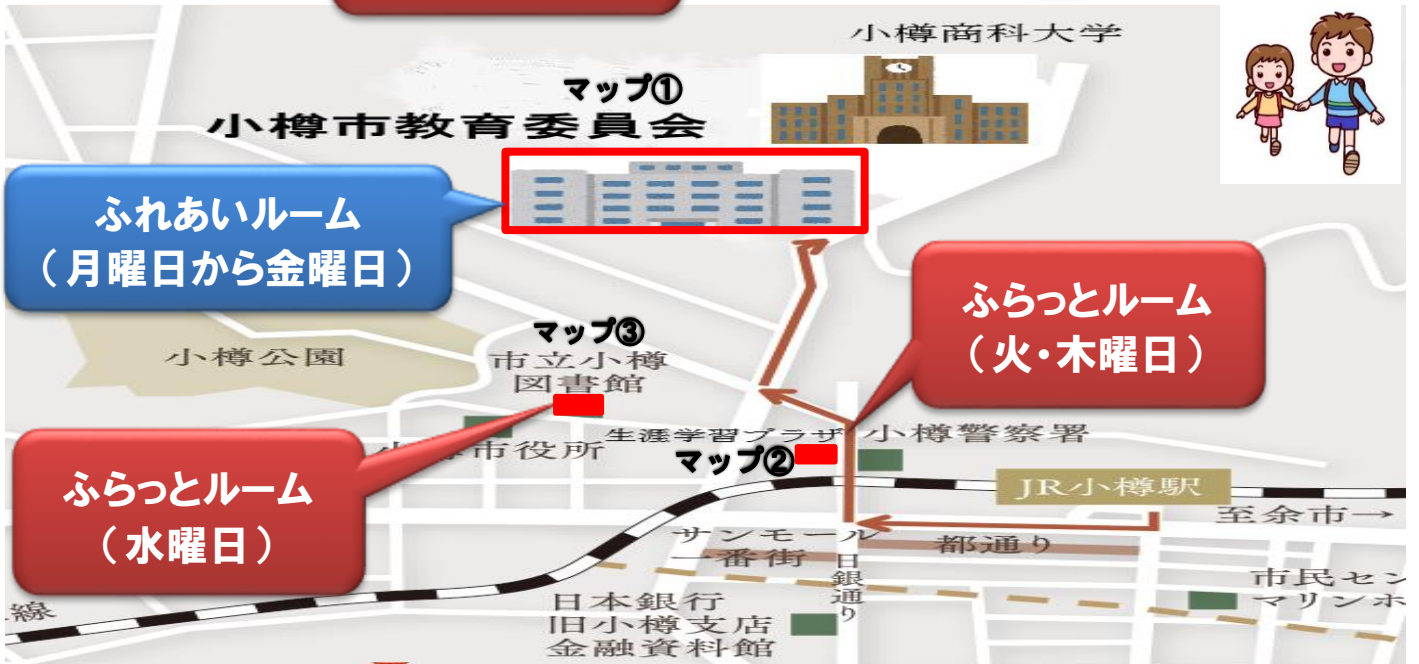 小樽商科大学
マップ①
小樽市教育委員会
ふれあいルーム
(月曜日から金曜日)
ふらっとルーム
(火・木曜日)
マップ③
小樽公園
市立小樽
図書館
生涯学習プラザ
小樽警察署
市役所
マップ②
ふらっとルーム
(水曜日)
JR小樽駅
至余市→
サンモール
一番街
都通り
日銀通り
市民セン
マリンホ
線
日本銀行
旧小樽支店
金融資料館